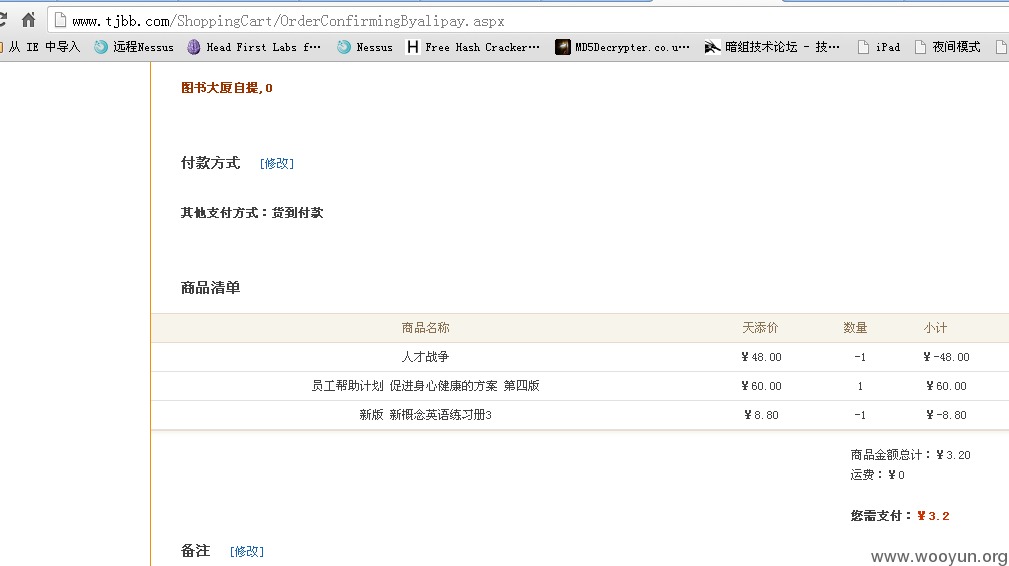 www.tjbb.com/ShoppingCart/OrderConfirmingByalipay.aspx
从 IE 中导入 远程Nessus Head First Labs f… Nessus Free Hash Cracker… MD5Decrypter.co.u… 暗组技术论坛 - 技… iPad 夜间模式
图书大厦自提,0
付款方式 [修改]
其他支付方式：货到付款
商品清单
商品名称 天添价 数量 小计
人才战争 ¥48.00 -1 ¥-48.00
员工帮助计划 促进身心健康的方案 第四版 ¥60.00 1 ¥60.00
新版 新概念英语练习册3 ¥8.80 -1 ¥-8.80
商品金额总计：¥3.20
运费：¥0
您需支付：¥3.2
备注 [修改]
www.wooyun.org